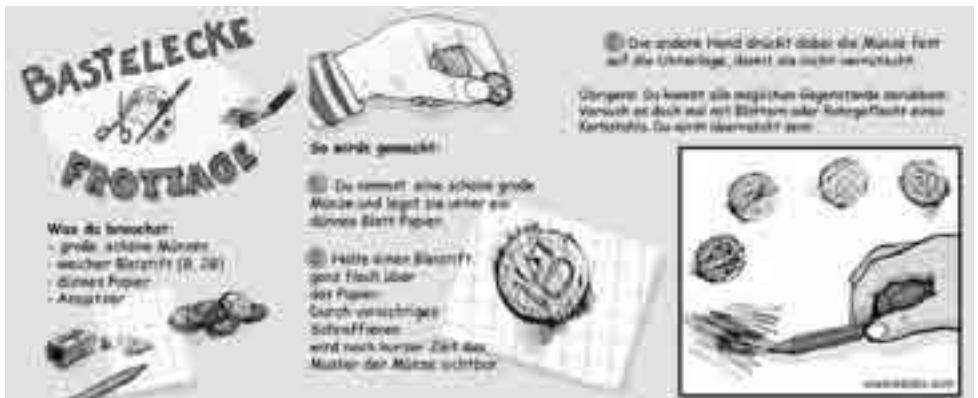 BASTELECKE
FROTTAGE
Was du brauchst:
- große, schöne Münzen
- weicher Bleistift (B, 2B)
- dünnes Papier
- Anspitzer
So wirds gemacht:
Du nimmst eine schöne große
Münze und legst sie unter ein
dünnes Blatt Papier
Halte einen Bleistift
ganz flach über
das Papier.
Durch vorsichtiges
Schraffieren
wird nach kurzer Zeit das
Muster der Münze sichtbar
Die andere Hand drückt dabei die Münze fest
auf die Unterlage, damit sie nicht verrutscht.
Übrigens: Du kannst alle möglichen Gegenstände
Versuch es doch mal mit Blättern oder Rohrgeflecht eines
Du wirst überrascht sein